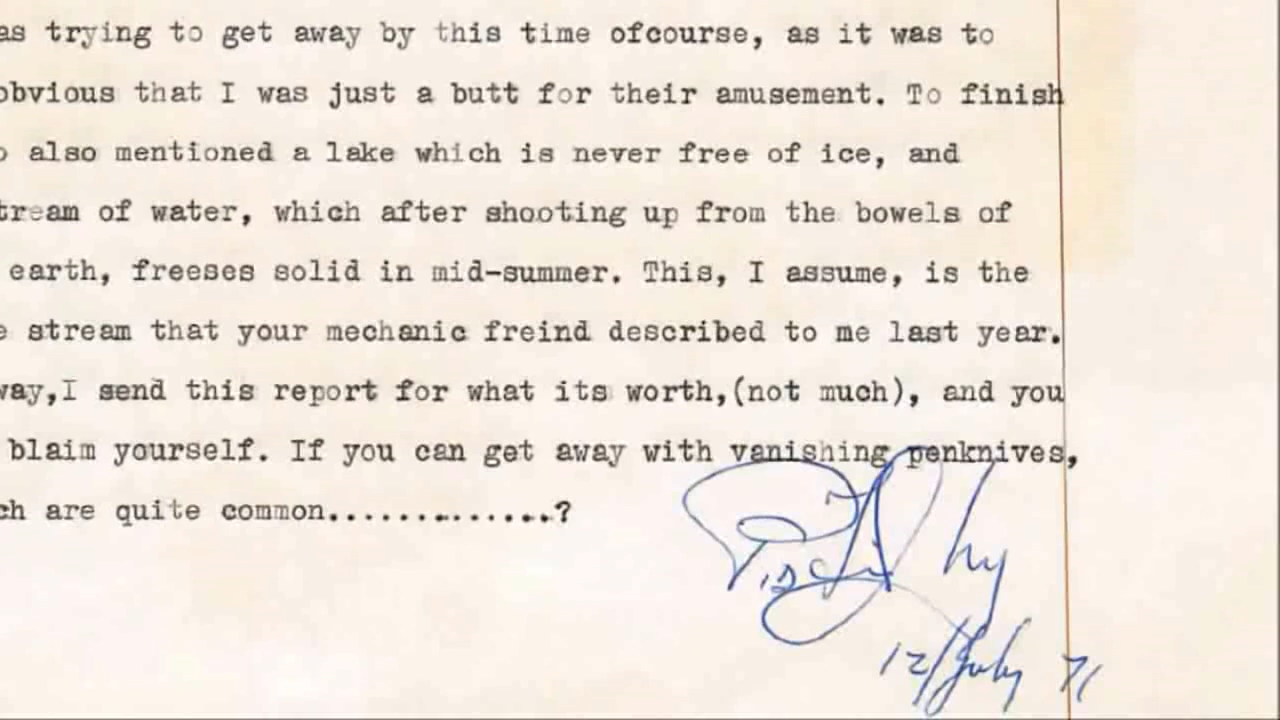 as trying to get away by this time ofcourse, as it was to
obvious that I was just a butt for their amusement. To finish
o also mentioned a lake which is never free of ice, and
tream of water, which after shooting up from the bowels of
earth, freeses solid in mid-summer. This, I assume, is the
e stream that your mechanic freind described to me last year.
way,I send this report for what its worth,(not much), and you
blaim yourself. If you can get away with vanishing penknives,
ch are quite common..............?
12/July 71